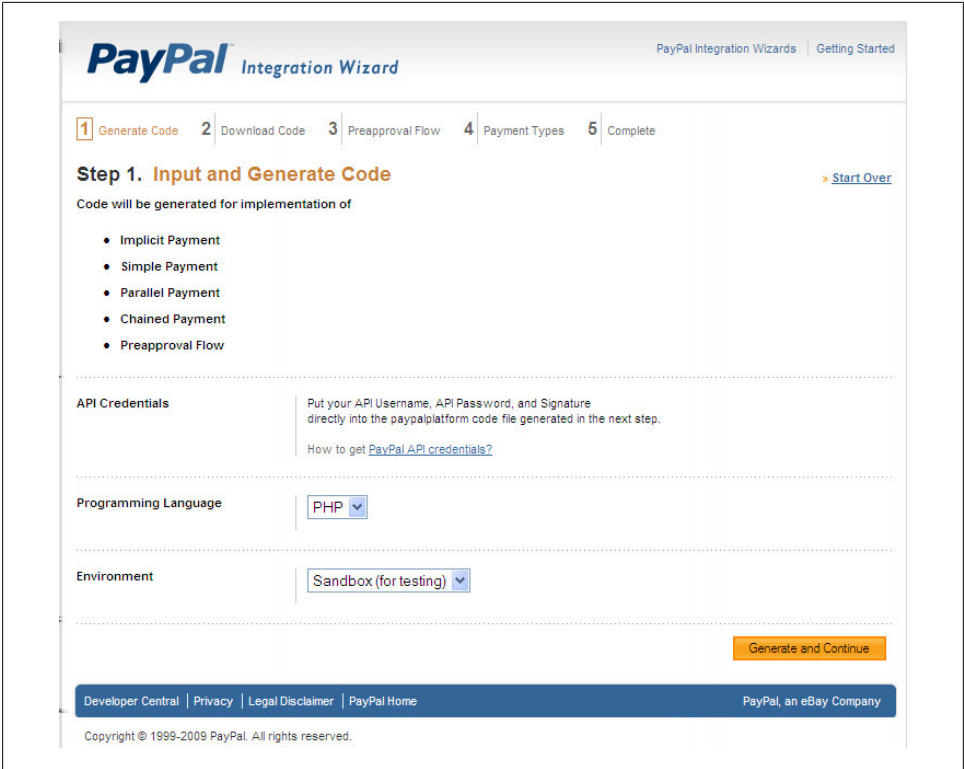 PayPal Integration Wizard
PayPal Integration Wizards | Getting Started
1 Generate Code 2 Download Code 3 Preapproval Flow 4 Payment Types 5 Complete
Step 1. Input and Generate Code
» Start Over
Code will be generated for implementation of
• Implicit Payment
• Simple Payment
• Parallel Payment
• Chained Payment
• Preapproval Flow
API Credentials
Put your API Username, API Password, and Signature
directly into the paypalplatform code file generated in the next step.
How to get PayPal API credentials?
Programming Language
PHP
Environment
Sandbox (for testing)
Generate and Continue
Developer Central | Privacy | Legal Disclaimer | PayPal Home
PayPal, an eBay Company
Copyright © 1999-2009 PayPal. All rights reserved.